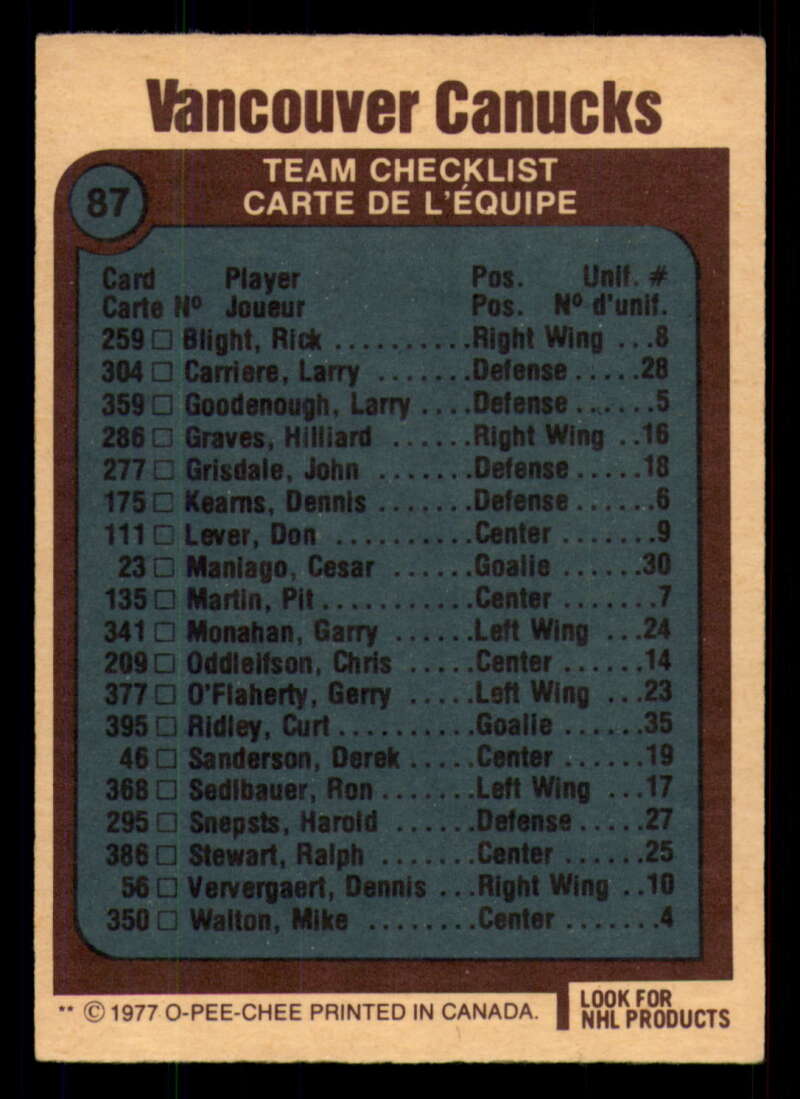 Vancouver Canucks
87
TEAM CHECKLIST
CARTE DE L'ÉQUIPE
Card Player Pos. Unif. #
Carte Nº Joueur Pos. Nº d'unif.
259 □ Blight, Rick ..........Right Wing ...8
304 □ Carriere, Larry .......Defense.....28
359 □ Goodenough, Larry....Defense......5
286 □ Graves, Hilliard ......Right Wing ..16
277 □ Grisdale, John .......Defense.....18
175 □ Kearns, Dennis .......Defense......6
111 □ Lever, Don ..........Center.......9
23 □ Maniago, Cesar ......Goalie......30
135 □ Martin, Pit...........Center.......7
341 □ Monahan, Garry ......Left Wing ...24
209 □ Oddleifson, Chris .....Center......14
377 □ O'Flaherty, Gerry .....Left Wing ...23
395 □ Ridley, Curt..........Goalie......35
46 □ Sanderson, Derek.....Center......19
368 □ Sedlbauer, Ron.......Left Wing ...17
295 □ Snepsts, Harold ......Defense.....27
386 □ Stewart, Ralph .......Center......25
56 □ Ververgaert, Dennis ...Right Wing ..10
350 □ Walton, Mike ........Center.......4
** © 1977 O-PEE-CHEE PRINTED IN CANADA.
LOOK FOR
NHL PRODUCTS